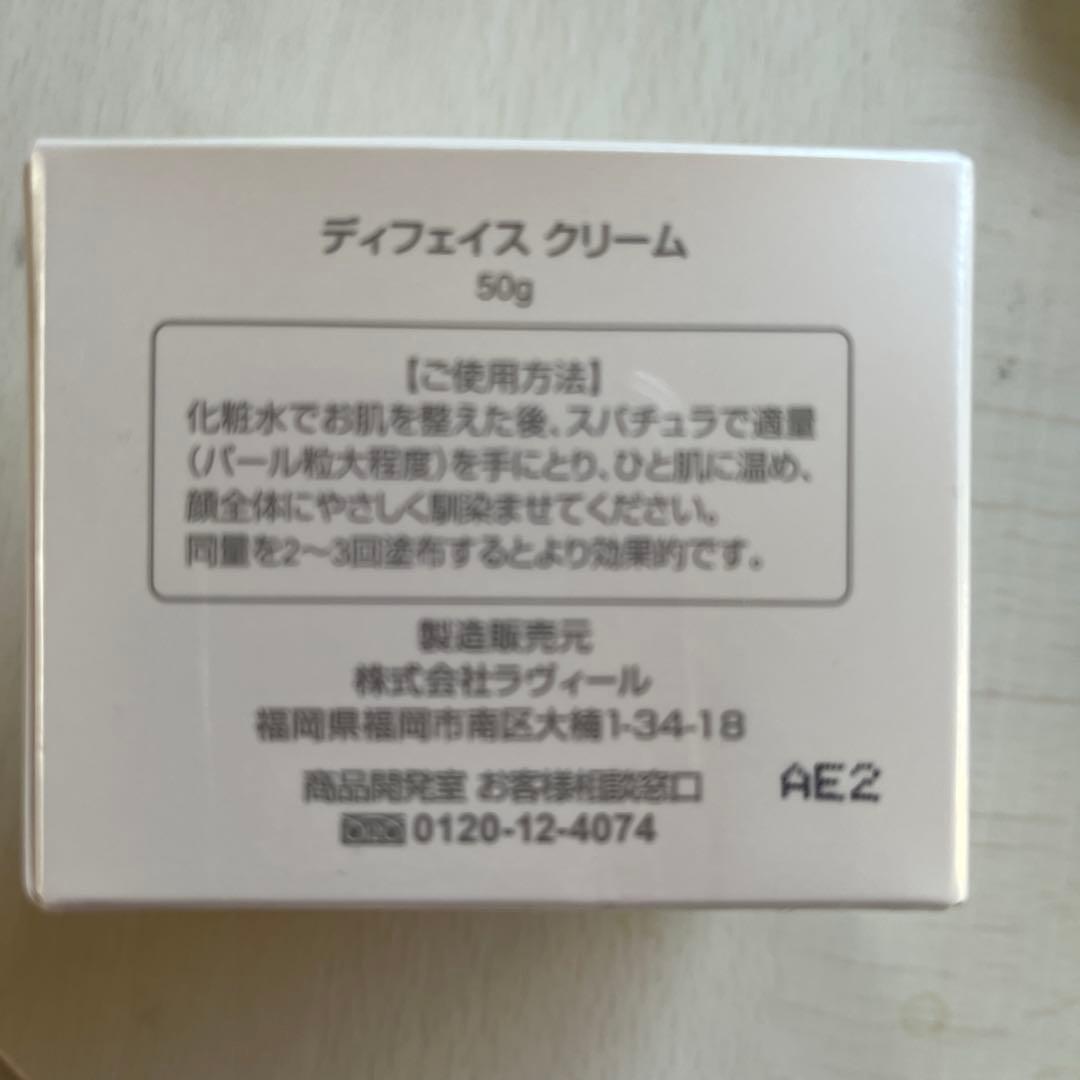 ディフェイス クリーム
50g
【ご使用方法】
化粧水でお肌を整えた後、スパチュラで適量
(パール粒大程度)を手にとり、ひと肌に温め、
顔全体にやさしく馴染ませてください。
同量を2〜3回塗布するとより効果的です。
製造販売元
株式会社ラヴィール
福岡県福岡市南区大楠1-34-18
商品開発室 お客様相談窓口
0120-12-4074
AE2